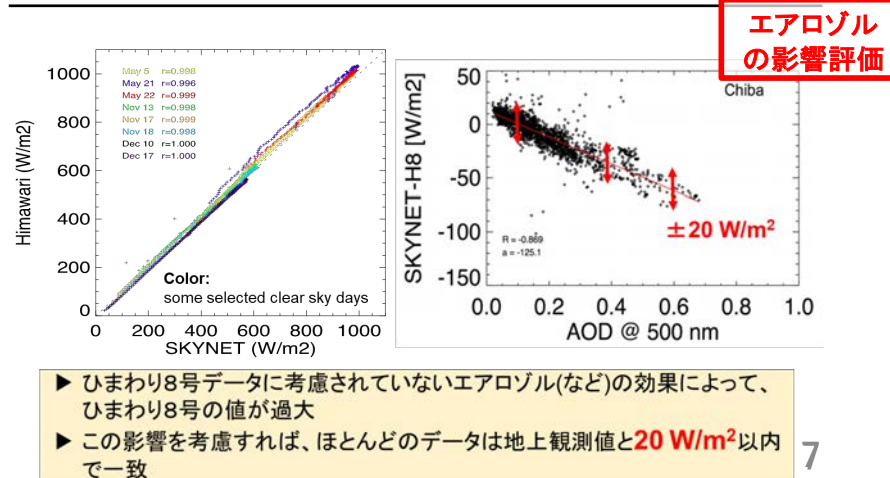 エアロゾル
の影響評価
May 5 r=0.998
May 21 r=0.996
May 22 r=0.999
Nov 13 r=0.998
Nov 17 r=0.999
Nov 18 r=0.998
Dec 10 r=1.000
Dec 17 r=1.000
Himawari (W/m2)
1000
800
600
400
200
0
Color:
some selected clear sky days
0 200 400 600 800 1000
SKYNET (W/m2)
Chiba
SKYNET-H8 [W/m2]
50
0
-50
-100
-150
±20 W/m²
R = -0.869
a = -125.1
0.0 0.2 0.4 0.6 0.8 1.0
AOD @ 500 nm
▶ ひまわり8号データに考慮されていないエアロゾル(など)の効果によって、
ひまわり8号の値が過大
▶ この影響を考慮すれば、ほとんどのデータは地上観測値と20 W/m²以内
で一致
7